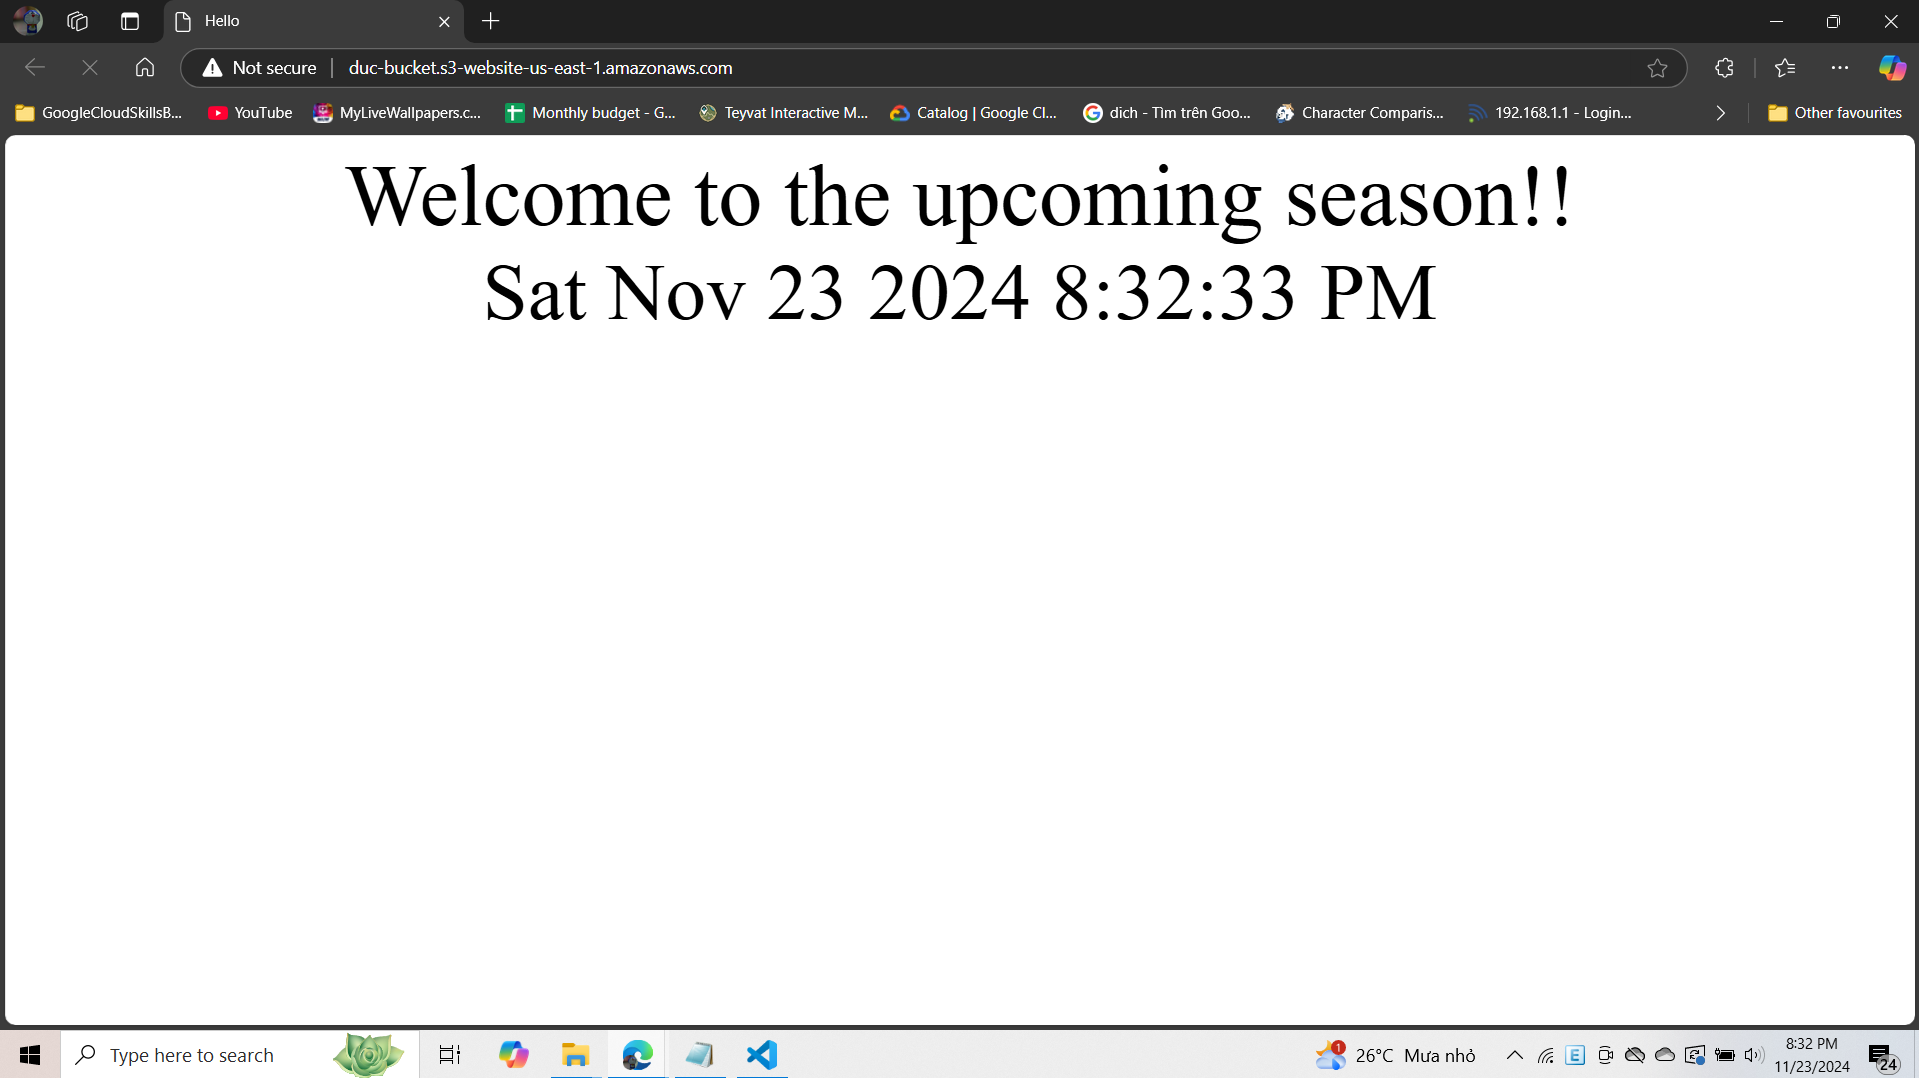 Hello
Not secure
duc-bucket.s3-website-us-east-1.amazonaws.com
GoogleCloudSkillsB...
YouTube
MyLiveWallpapers.c...
Monthly budget - G...
Teyvat Interactive M...
Catalog | Google Cl...
dich - Tìm trên Goo...
Character Comparis...
192.168.1.1 - Login...
Other favourites
Welcome to the upcoming season!!
Sat Nov 23 2024 8:32:33 PM
Type here to search
1
26°C Mưa nhỏ
E
8:32 PM
11/23/2024
24